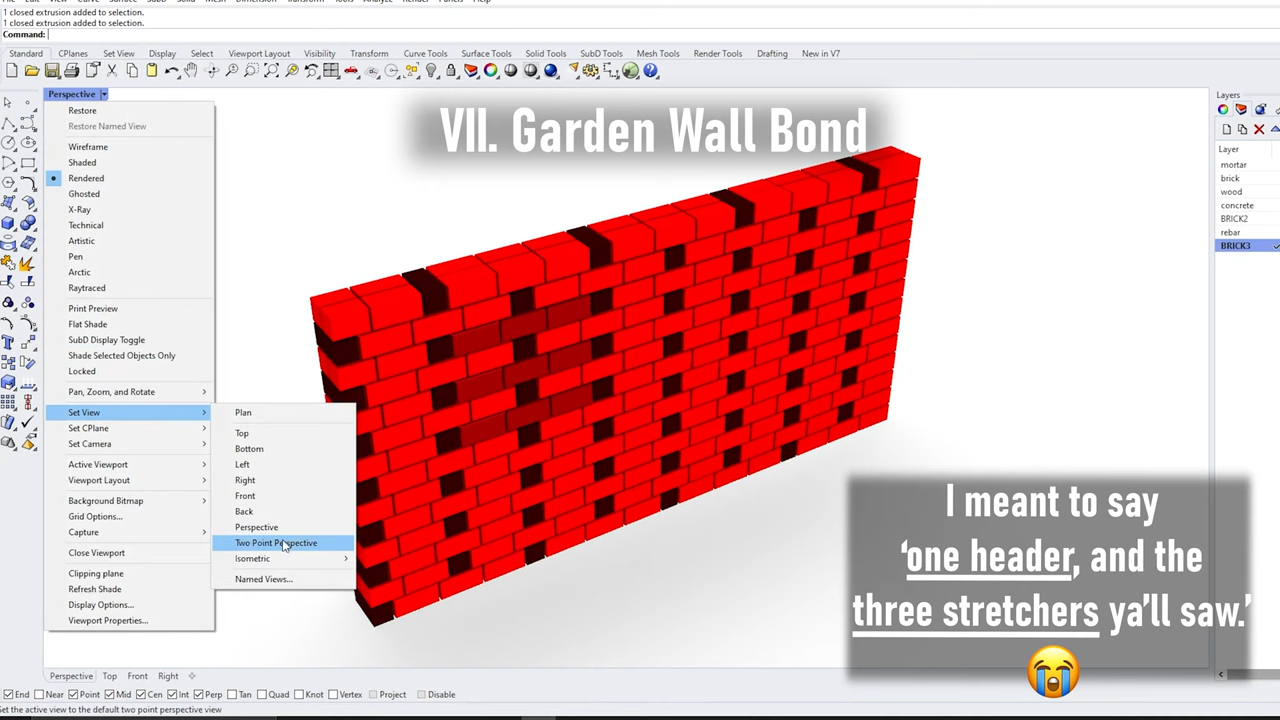 1 closed extrusion added to selection.
1 closed extrusion added to selection.
Command:
Standard CPlanes Set View Display Select Viewport Layout Visibility Transform Curve Tools Surface Tools Solid Tools SubD Tools Mesh Tools Render Tools Drafting New in V7
Perspective
Restore
Restore Named View
Wireframe
Shaded
Rendered
Ghosted
X-Ray
Technical
Artistic
Pen
Arctic
Raytraced
Print Preview
Flat Shade
SubD Display Toggle
Shade Selected Objects Only
Locked
Pan, Zoom, and Rotate
Set View
Set CPlane
Set Camera
Active Viewport
Viewport Layout
Background Bitmap
Grid Options...
Capture
Close Viewport
Clipping plane
Refresh Shade
Display Options...
Viewport Properties...
Plan
Top
Bottom
Left
Right
Front
Back
Perspective
Two Point Perspective
Isometric
Named Views...
VII. Garden Wall Bond
Layers
Layer
mortar
brick
wood
concrete
BRICK2
rebar
BRICK3
I meant to say
‘one header, and the
three stretchers ya’ll saw.’
Perspective Top Front Right
End Near Point Mid Cen Int Perp Tan Quad Knot Vertex Project Disable
Set the active view to the default two point perspective view